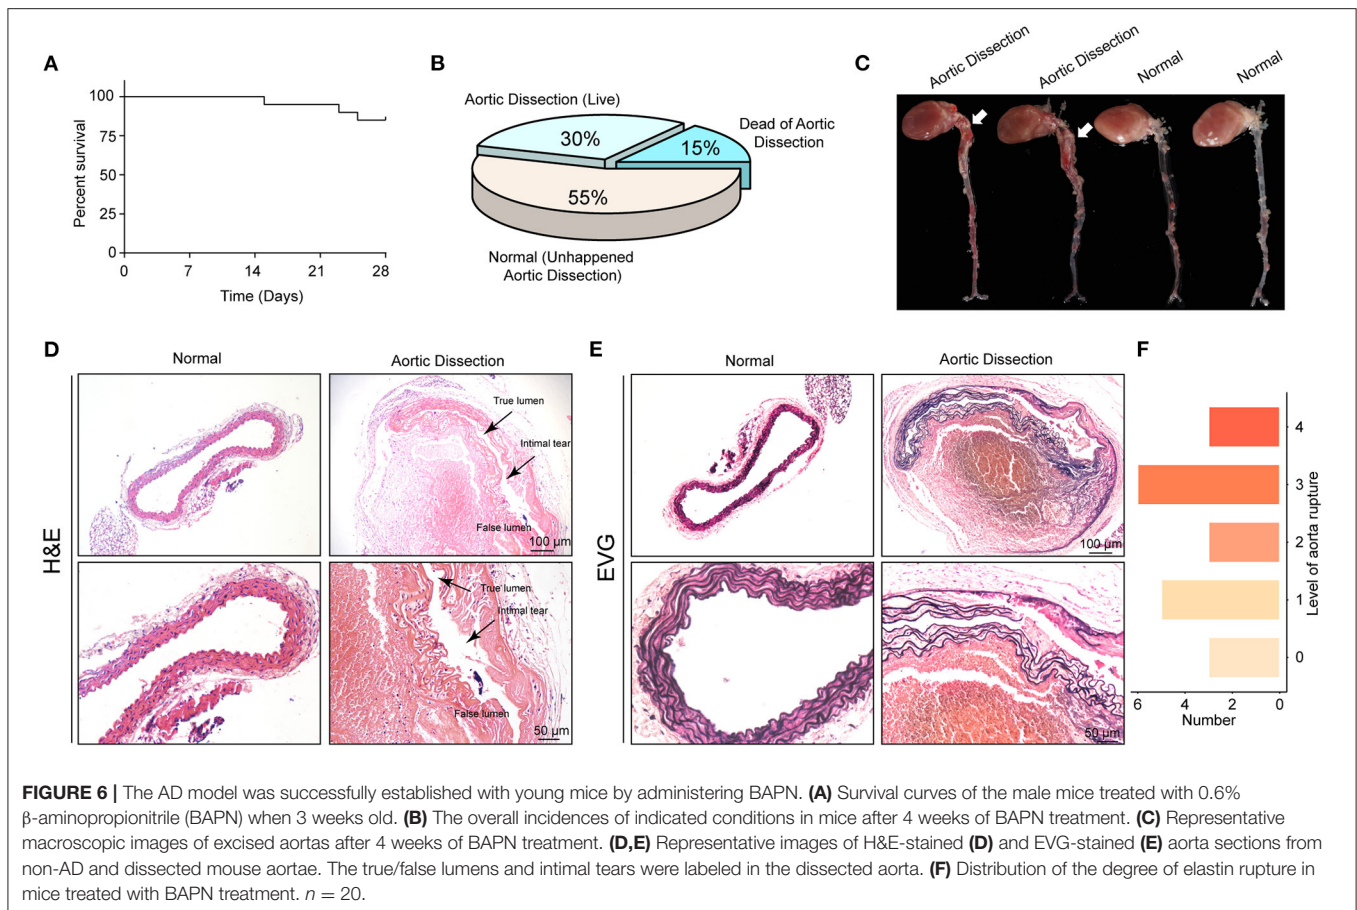 A
Percent survival
100
75
50
25
0
0 7 14 21 28
Time (Days)
B
Aortic Dissection (Live)
Dead of Aortic
Dissection
30%
15%
55%
Normal (Unhappened
Aortic Dissection)
C
Aortic Dissection
Aortic Dissection
Normal
Normal
D
H&E
Normal
Aortic Dissection
True lumen
Intimal tear
False lumen
100 µm
True lumen
Intimal tear
False lumen
50 µm
E
EVG
Normal
Aortic Dissection
100 µm
50 µm
F
4
3
2
1
0
Level of aorta rupture
6 4 2 0
Number
FIGURE 6 | The AD model was successfully established with young mice by administering BAPN. (A) Survival curves of the male mice treated with 0.6%
β-aminopropionitrile (BAPN) when 3 weeks old. (B) The overall incidences of indicated conditions in mice after 4 weeks of BAPN treatment. (C) Representative
macroscopic images of excised aortas after 4 weeks of BAPN treatment. (D,E) Representative images of H&E-stained (D) and EVG-stained (E) aorta sections from
non-AD and dissected mouse aortae. The true/false lumens and intimal tears were labeled in the dissected aorta. (F) Distribution of the degree of elastin rupture in
mice treated with BAPN treatment. n = 20.